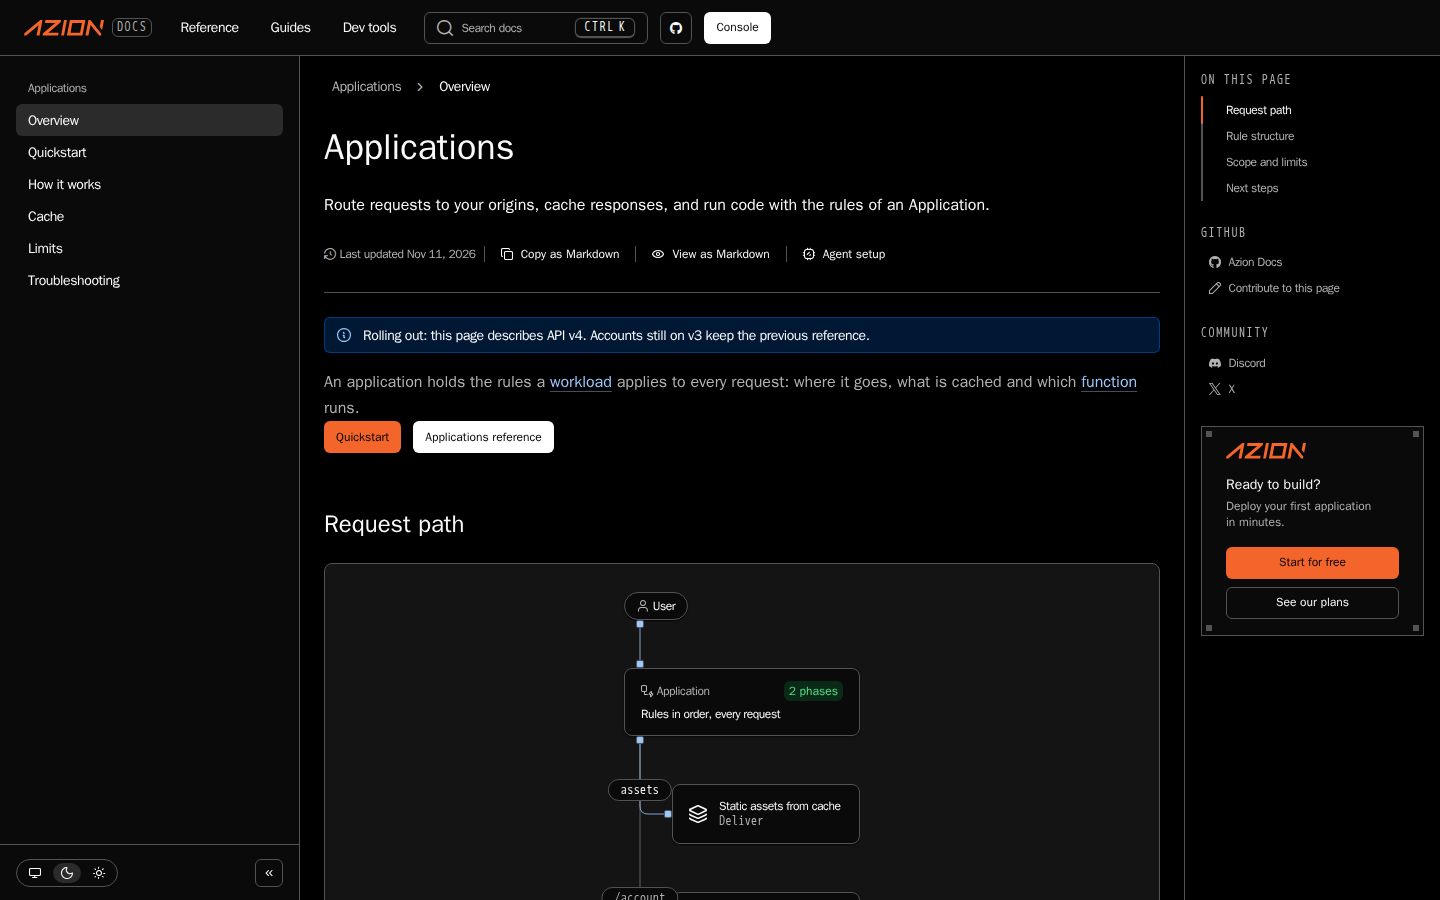 AZION DOCS
Reference
Guides
Dev tools
Search docs
CTRL K
Console
Applications
Overview
Quickstart
How it works
Cache
Limits
Troubleshooting
Applications > Overview
Applications
Route requests to your origins, cache responses, and run code with the rules of an Application.
Last updated Nov 11, 2026
Copy as Markdown
View as Markdown
Agent setup
Rolling out: this page describes API v4. Accounts still on v3 keep the previous reference.
An application holds the rules a workload applies to every request: where it goes, what is cached and which function
runs.
Quickstart
Applications reference
Request path
User
Application
2 phases
Rules in order, every request
assets
Static assets from cache
Deliver
/account
ON THIS PAGE
Request path
Rule structure
Scope and limits
Next steps
GITHUB
Azion Docs
Contribute to this page
COMMUNITY
Discord
X
AZION
Ready to build?
Deploy your first application
in minutes.
Start for free
See our plans